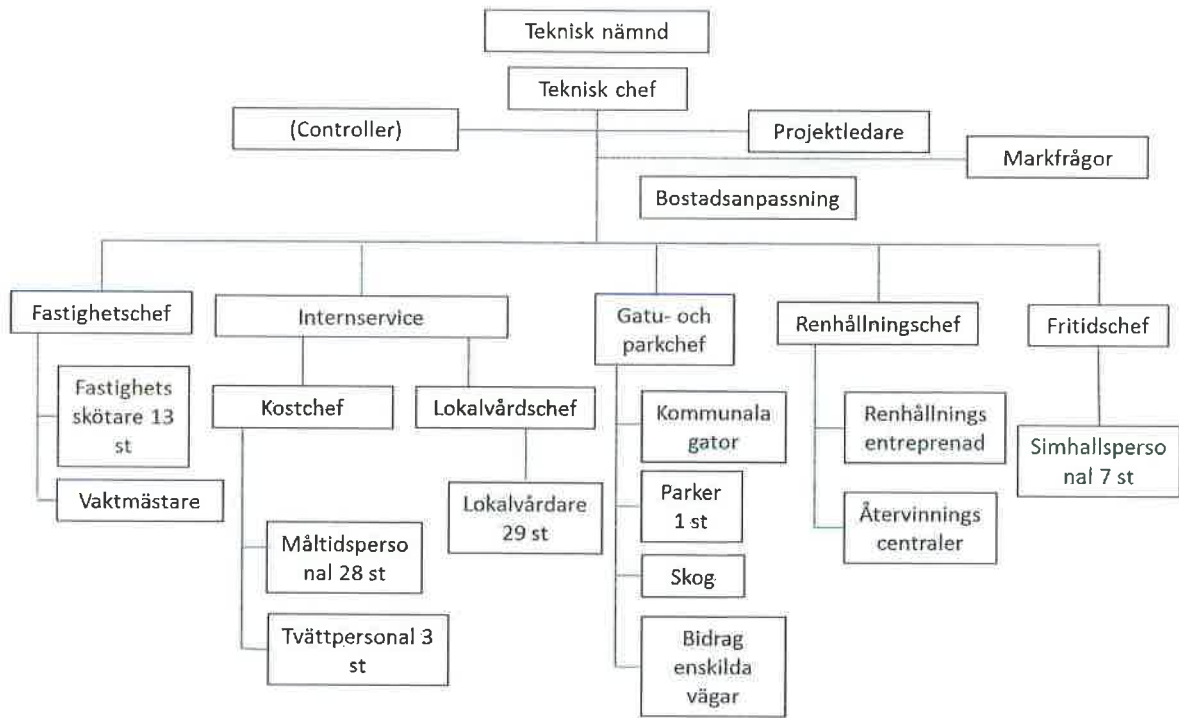 Teknisk nämnd
Teknisk chef
(Controller)
Projektledare
Markfrågor
Bostadsanpassning
Fastighetschef
Internservice
Gatu- och
parkchef
Renhållningschef
Fritidschef
Fastighets
skötare 13
st
Vaktmästare
Kostchef
Måltidsperso
nal 28 st
Tvättpersonal 3
st
Lokalvårdschef
Lokalvårdare
29 st
Kommunala
gator
Parker
1 st
Skog
Bidrag
enskilda
vägar
Renhållnings
entreprenad
Återvinnings
centraler
Simhallsperso
nal 7 st